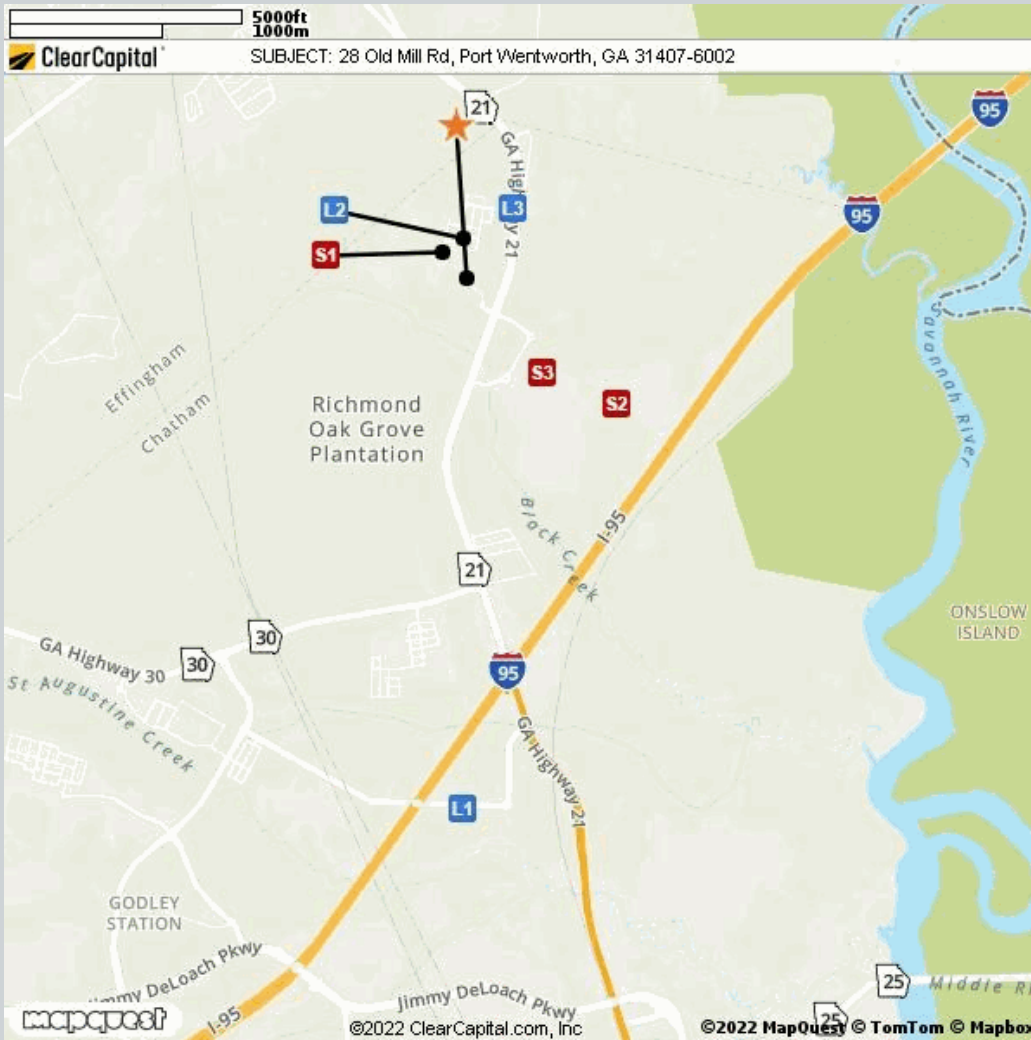 5000ft
1000m
ClearCapital
SUBJECT: 28 Old Mill Rd, Port Wentworth, GA 31407-6002
21
95
GA Highway 21
95
L2
L3
S1
Savannah River
Effingham
Chatham
S3
S2
Richmond
Oak Grove
Plantation
Black Creek
I-95
21
30
30
GA Highway 30
ONSLOW
ISLAND
95
St Augustine Creek
GA Highway 21
L1
GODLEY
STATION
Jimmy DeLoach Pkwy
Jimmy DeLoach Pkwy
25
I-95
25
mapquest
©2022 ClearCapital.com, Inc
©2022 MapQuest © TomTom © Mapbox